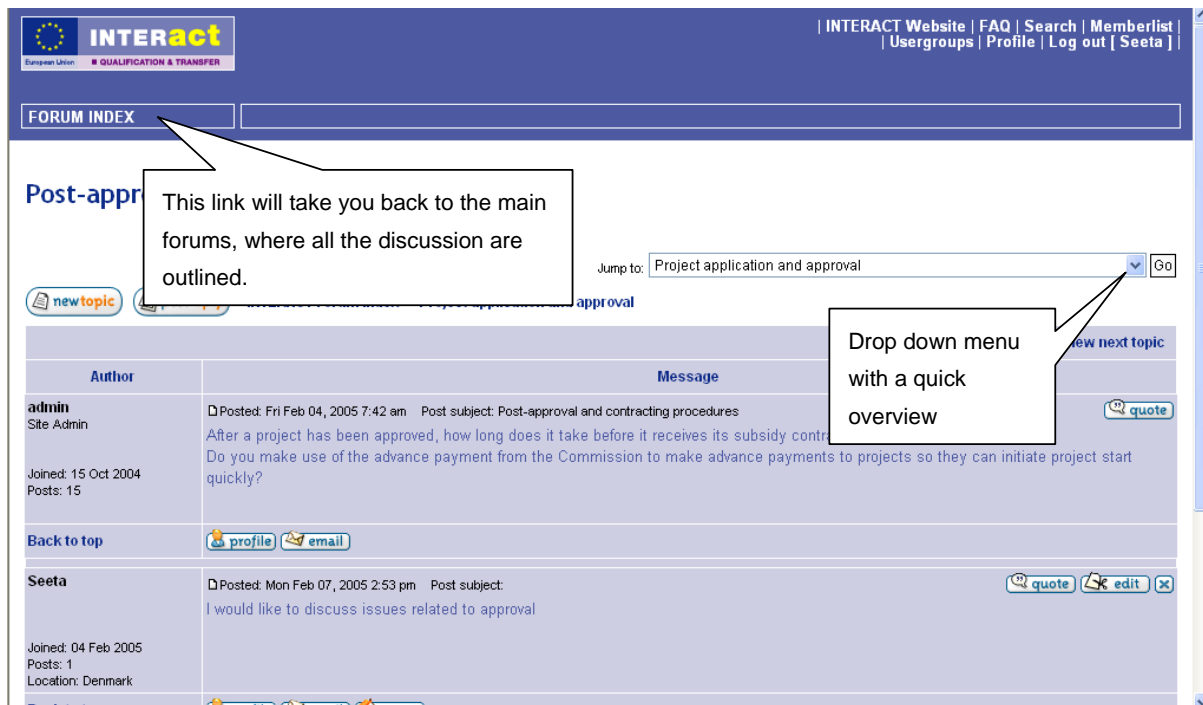 INTERact
European Union
QUALIFICATION & TRANSFER
| INTERACT Website | FAQ | Search | Memberlist |
| Usergroups | Profile | Log out [ Seeta ] |
FORUM INDEX
This link will take you back to the main
forums, where all the discussion are
outlined.
Jump to: Project application and approval Go
newtopic
approval
Drop down menu
with a quick
overview
next topic
Author Message
admin
Site Admin
Joined: 15 Oct 2004
Posts: 15
Posted: Fri Feb 04, 2005 7:42 am Post subject: Post-approval and contracting procedures
quote
After a project has been approved, how long does it take before it receives its subsidy
Do you make use of the advance payment from the Commission to make advance payments to projects so they can initiate project start
quickly?
Back to top profile email
Seeta
Joined: 04 Feb 2005
Posts: 1
Location: Denmark
Posted: Mon Feb 07, 2005 2:53 pm Post subject:
quote edit
I would like to discuss issues related to approval